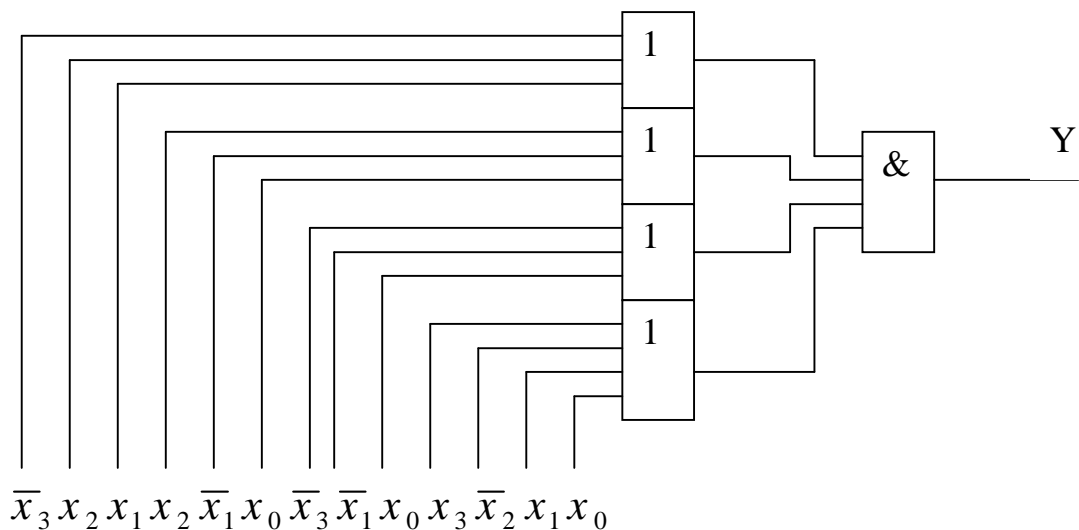 1
1
Y
&
1
1
x̄₃ x₂ x₁ x₂ x̄₁ x₀ x̄₃ x̄₁ x₀ x₃ x̄₂ x₁ x₀